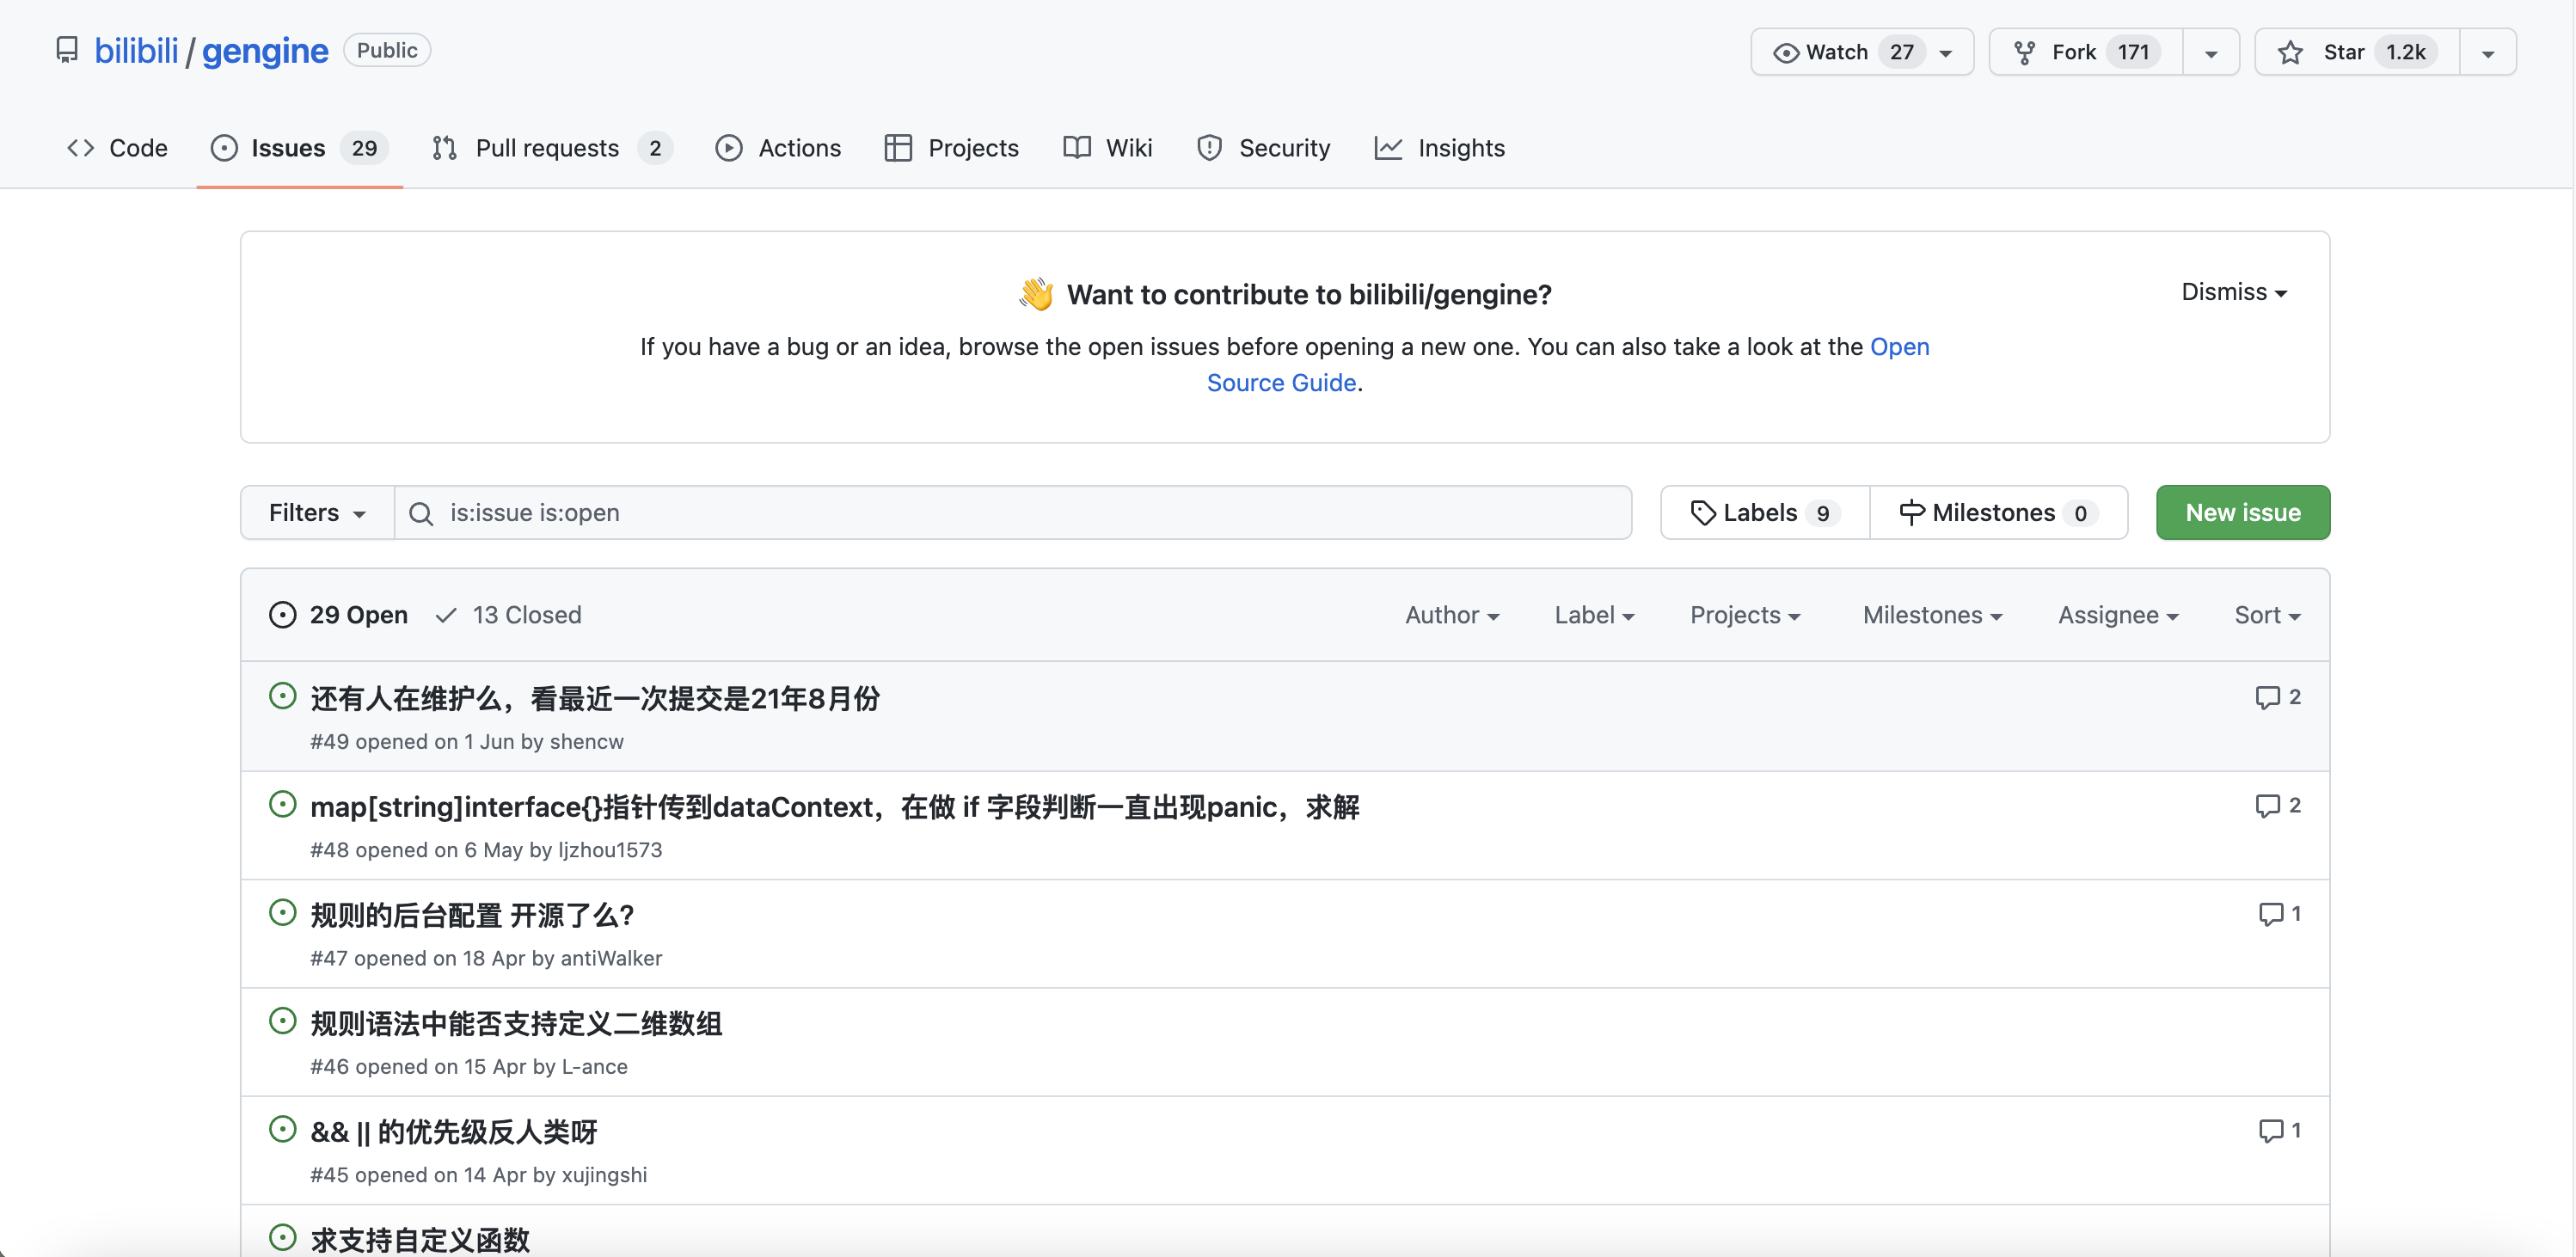 bilibili / gengine Public Watch 27 Fork 171 Star 1.2k
Code Issues 29 Pull requests 2 Actions Projects Wiki Security Insights
👋 Want to contribute to bilibili/gengine? Dismiss
If you have a bug or an idea, browse the open issues before opening a new one. You can also take a look at the Open
Source Guide.
Filters is:issue is:open Labels 9 Milestones 0 New issue
29 Open 13 Closed Author Label Projects Milestones Assignee Sort
还有人在维护么，看最近一次提交是21年8月份 2
#49 opened on 1 Jun by shencw
map[string]interface{}指针传到dataContext，在做 if 字段判断一直出现panic，求解 2
#48 opened on 6 May by ljzhou1573
规则的后台配置 开源了么? 1
#47 opened on 18 Apr by antiWalker
规则语法中能否支持定义二维数组
#46 opened on 15 Apr by L-ance
&& || 的优先级反人类呀 1
#45 opened on 14 Apr by xujingshi
求支持自定义函数